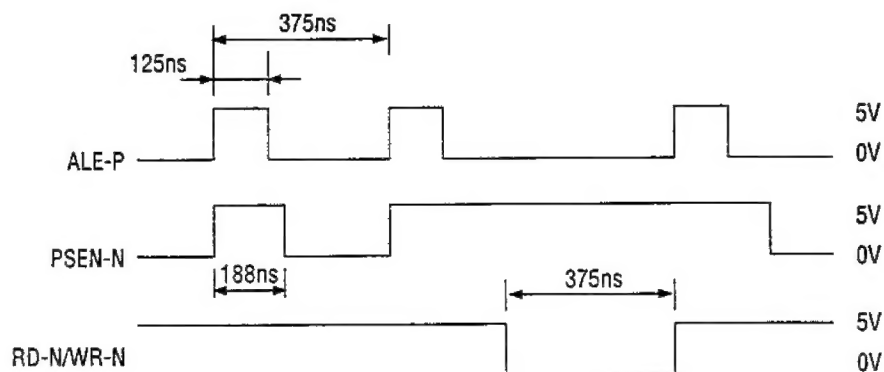 375ns
125ns
5V
ALE-P
0V
5V
PSEN-N
0V
188ns
375ns
5V
RD-N/WR-N
0V